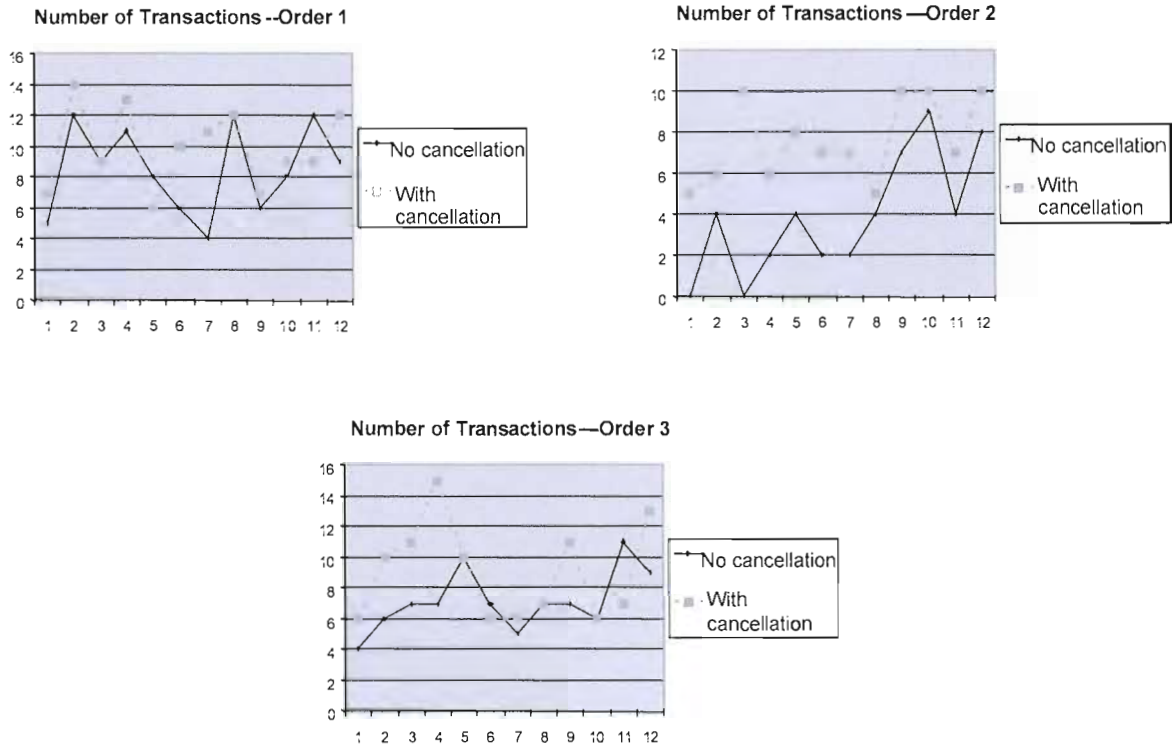 Number of Transactions --Order 1
16
14
12
10
8
6
4
2
0
1 2 3 4 5 6 7 8 9 10 11 12
No cancellation
With
cancellation
Number of Transactions —Order 2
12
10
8
6
4
2
0
1 2 3 4 5 6 7 8 9 10 11 12
No cancellation
With
cancellation
Number of Transactions—Order 3
16
14
12
10
8
6
4
2
0
1 2 3 4 5 6 7 8 9 10 11 12
No cancellation
With
cancellation